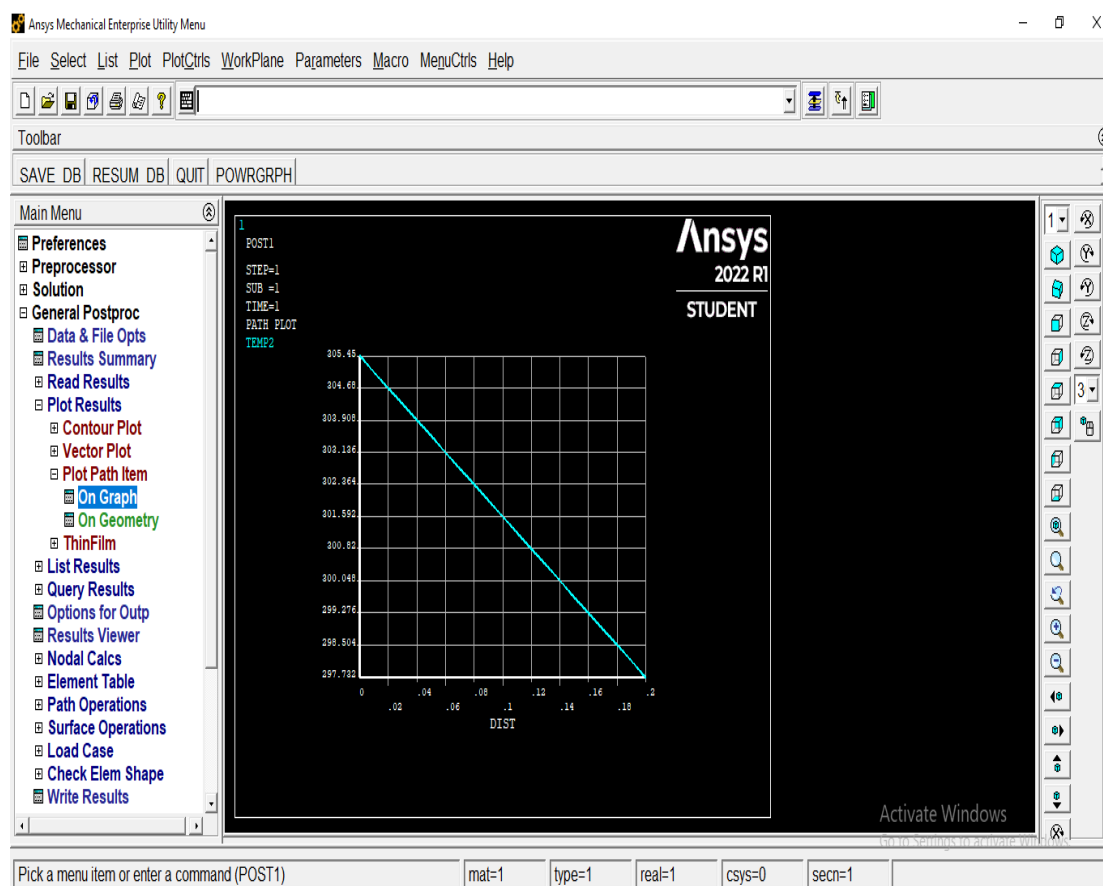 Ansys Mechanical Enterprise Utility Menu
File Select List Plot PlotCtrls WorkPlane Parameters Macro MenuCtrls Help
Toolbar
SAVE_DB RESUM_DB QUIT POWRGRPH
Main Menu
Preferences
Preprocessor
Solution
General Postproc
Data & File Opts
Results Summary
Read Results
Plot Results
Contour Plot
Vector Plot
Plot Path Item
On Graph
On Geometry
ThinFilm
List Results
Query Results
Options for Outp
Results Viewer
Nodal Calcs
Element Table
Path Operations
Surface Operations
Load Case
Check Elem Shape
Write Results
1
POST1
STEP=1
SUB =1
TIME=1
PATH PLOT
TEMP2
Ansys
2022 R1
STUDENT
305.45
304.68
303.908
303.136
302.364
301.592
300.82
300.048
299.276
298.504
297.732
0 .04 .08 .12 .16 .2
.02 .06 .1 .14 .18
DIST
1
3
Activate Windows
Go to Settings to activate Windows.
Pick a menu item or enter a command (POST1) mat=1 type=1 real=1 csys=0 secn=1